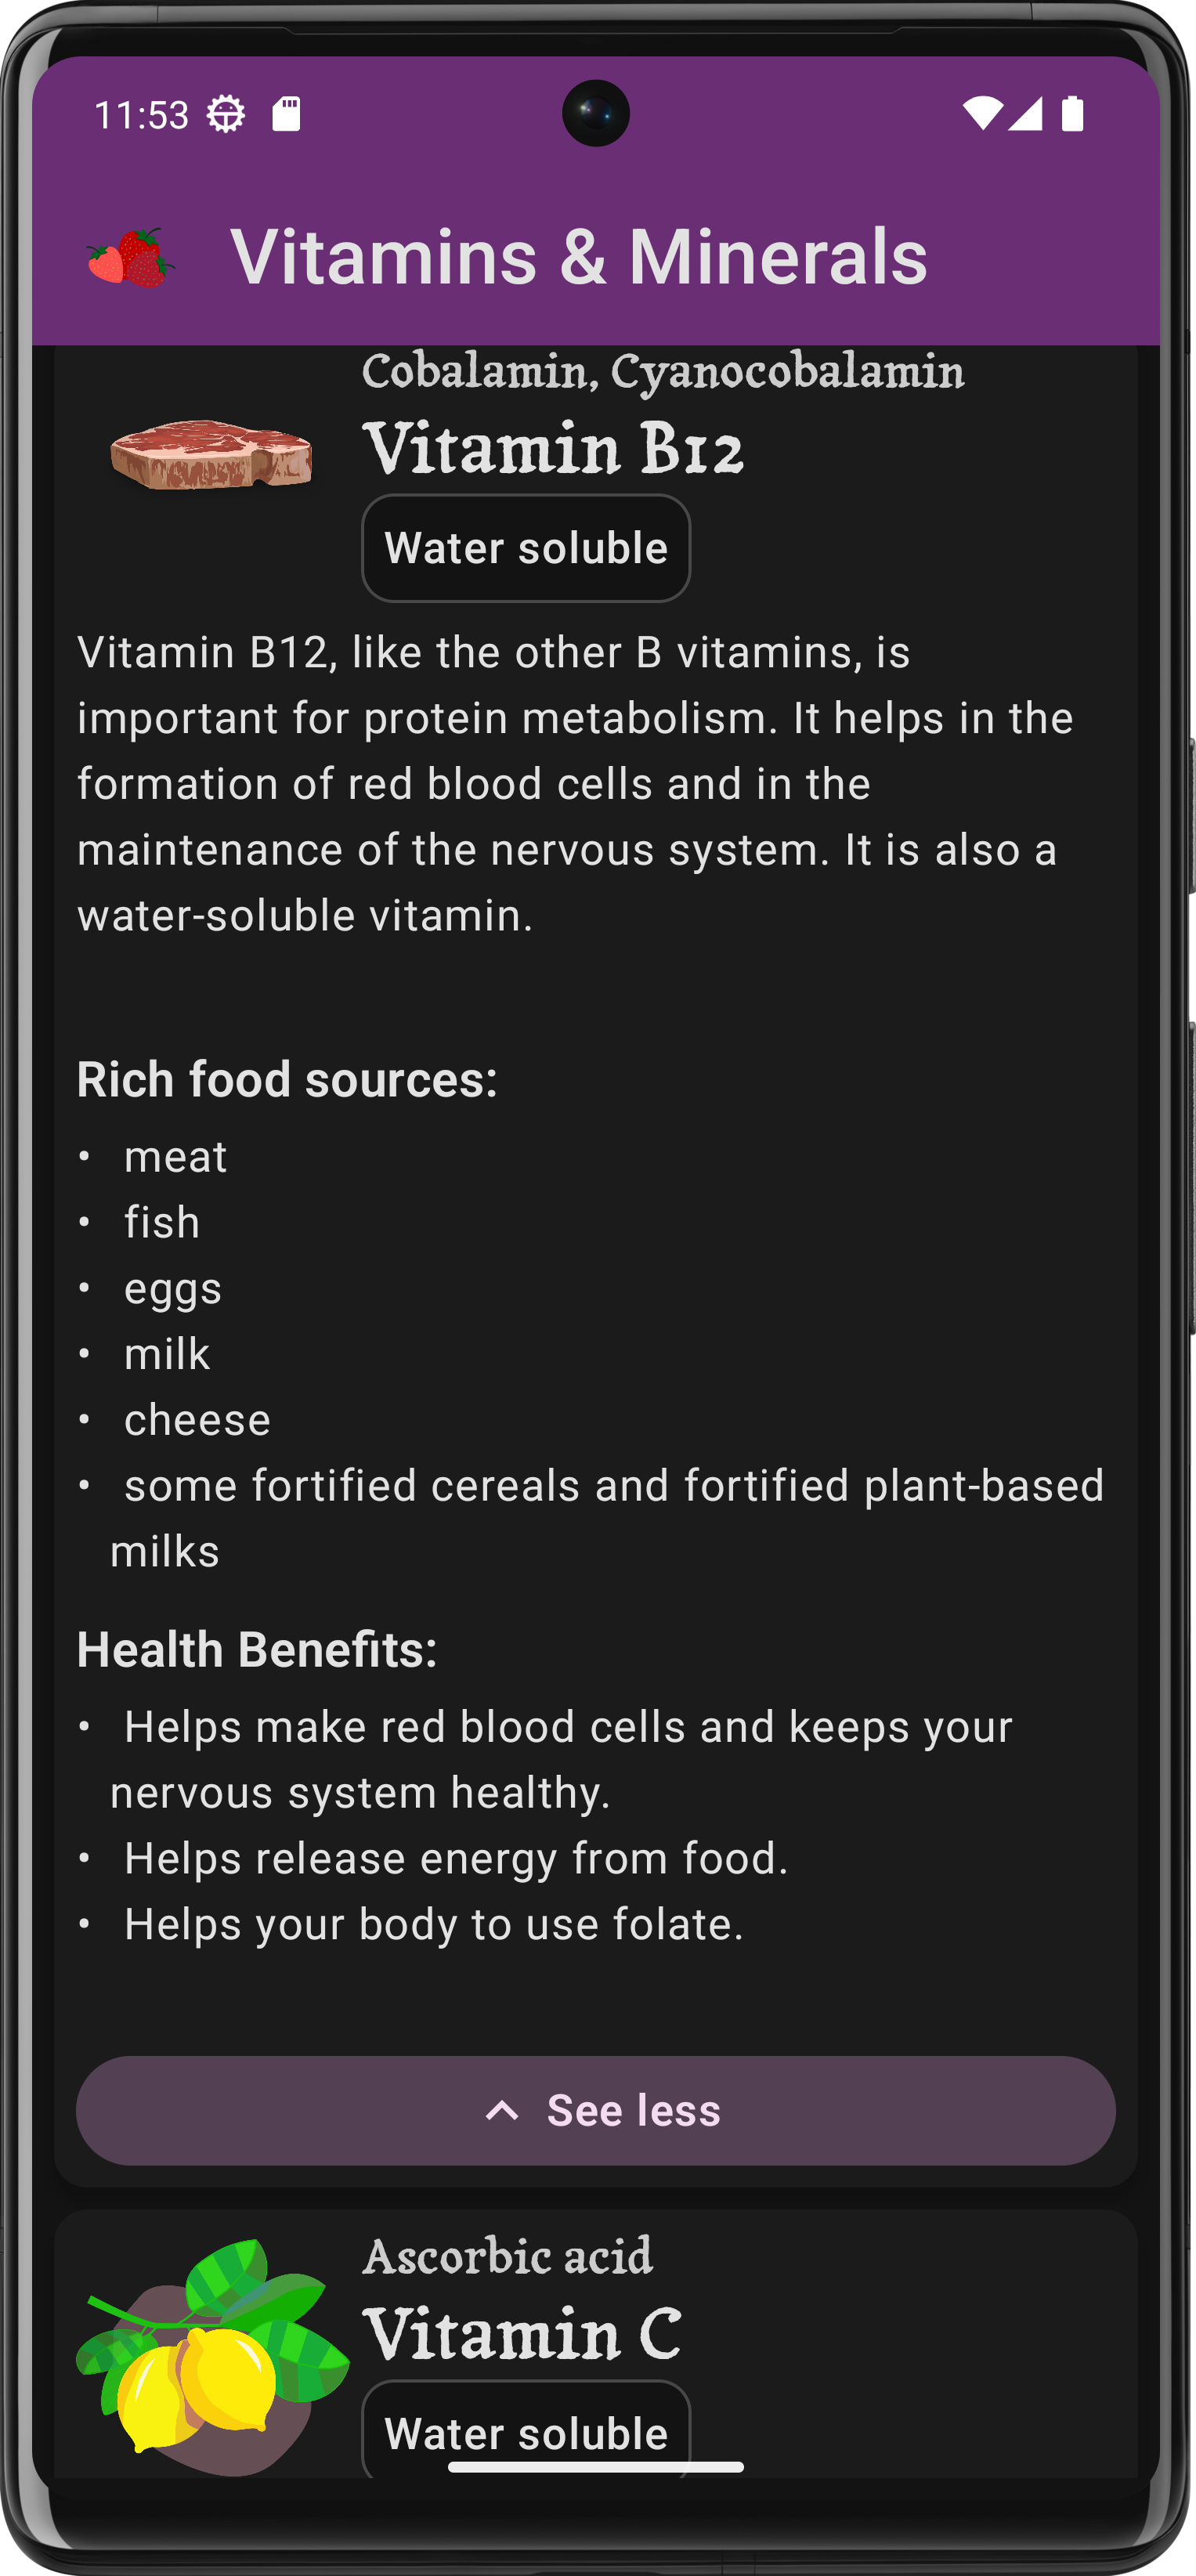 11:53
Vitamins & Minerals
Cobalamin, Cyanocobalamin
Vitamin B12
Water soluble
Vitamin B12, like the other B vitamins, is
important for protein metabolism. It helps in the
formation of red blood cells and in the
maintenance of the nervous system. It is also a
water-soluble vitamin.
Rich food sources:
• meat
• fish
• eggs
• milk
• cheese
• some fortified cereals and fortified plant-based
milks
Health Benefits:
• Helps make red blood cells and keeps your
nervous system healthy.
• Helps release energy from food.
• Helps your body to use folate.
See less
Ascorbic acid
Vitamin C
Water soluble